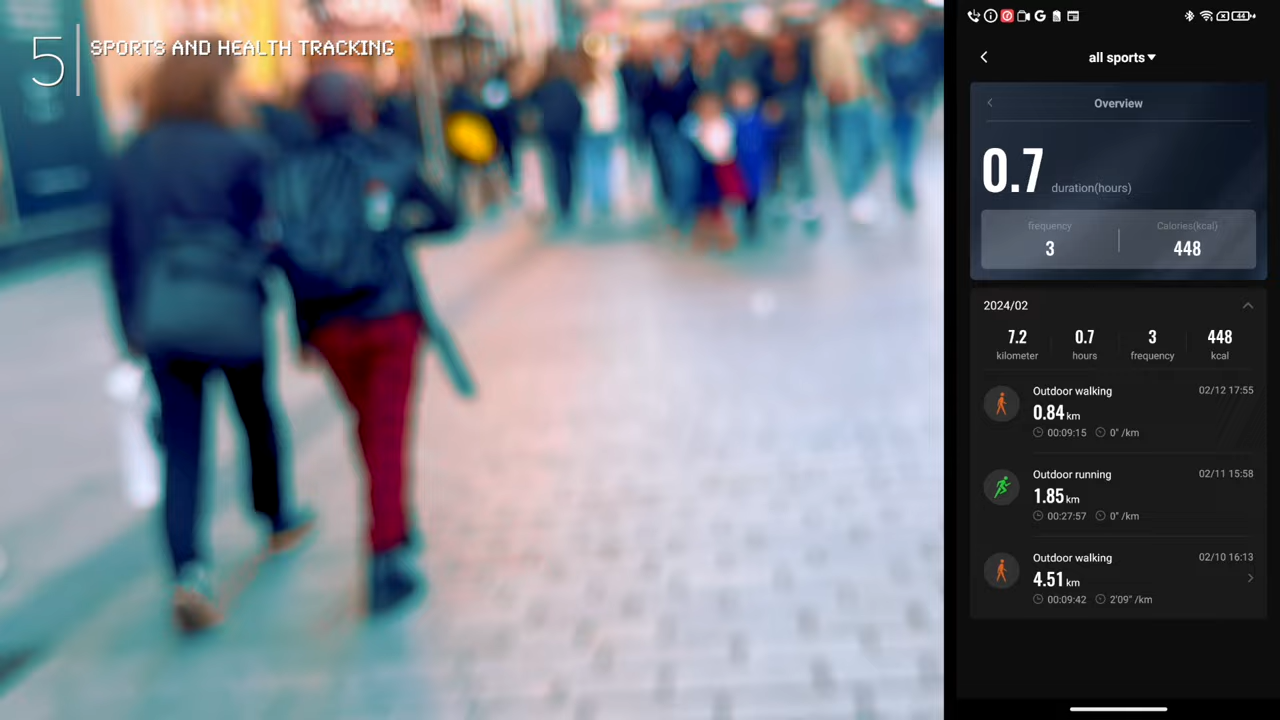 5
SPORTS AND HEALTH TRACKING
44
all sports
Overview
0.7 duration(hours)
frequency Calories(kcal)
3 448
2024/02
7.2 0.7 3 448
kilometer hours frequency kcal
Outdoor walking 02/12 17:55
0.84 km
00:09:15 0" /km
Outdoor running 02/11 15:58
1.85 km
00:27:57 0" /km
Outdoor walking 02/10 16:13
4.51 km
00:09:42 2'09" /km